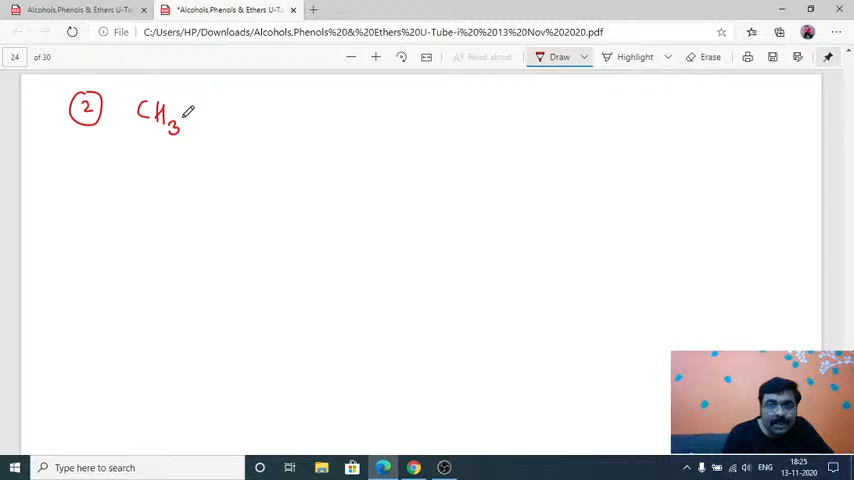 Alcohols,Phenols & Ethers U-Tu
*Alcohols,Phenols & Ethers U-Tu
File
C:/Users/HP/Downloads/Alcohols,Phenols%20&%20Ethers%20U-Tube-i%20%2013%20Nov%202020.pdf
24 of 30
Read aloud
Draw
Highlight
Erase
2 CH3
Type here to search
ENG
18:25
13-11-2020